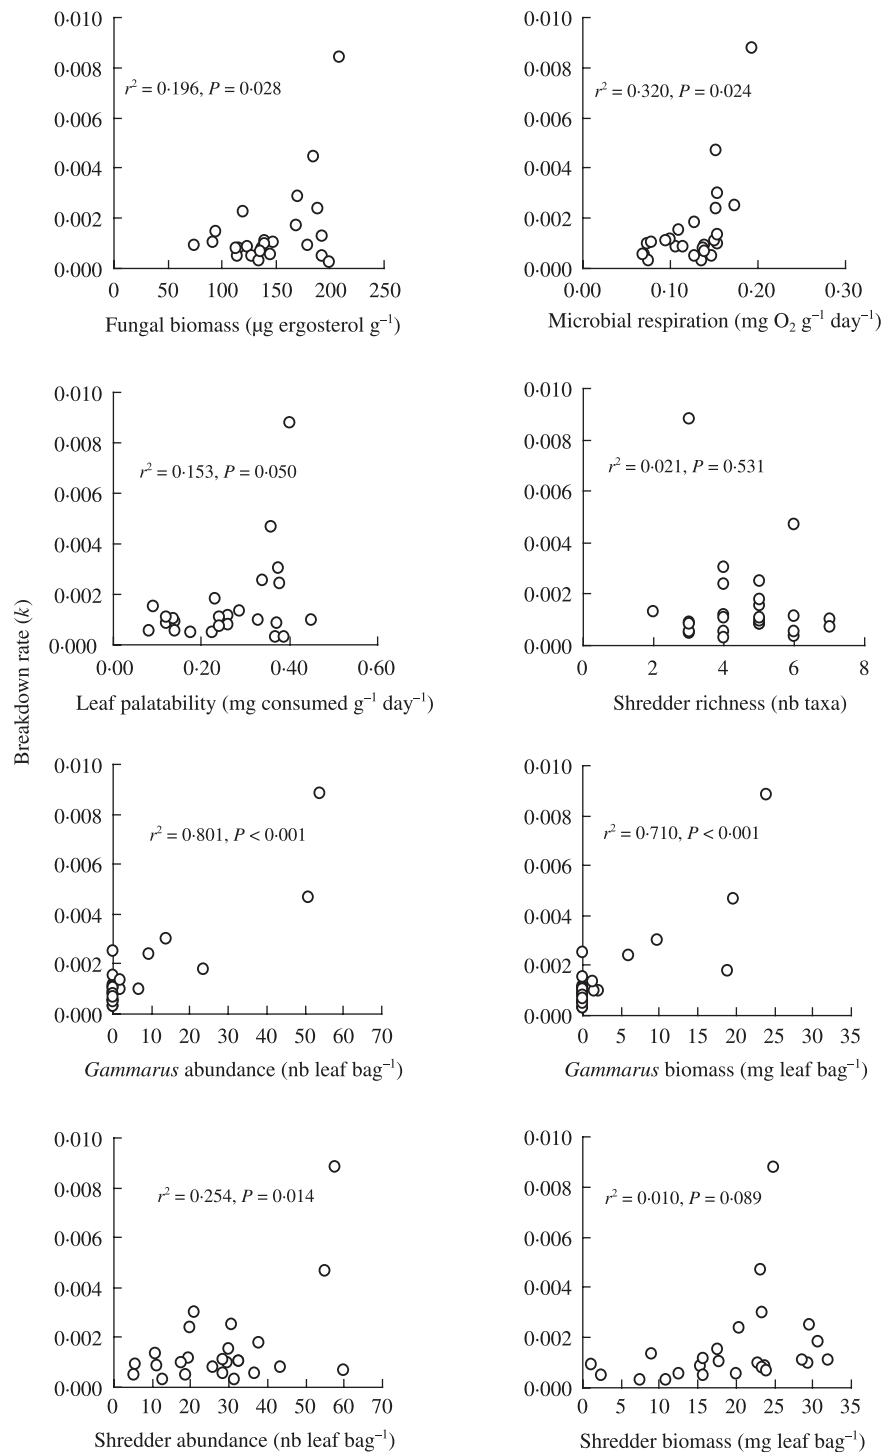 0·010 0·010
0·008 0·008
r² = 0·196, P = 0·028 r² = 0·320, P = 0·024
0·006 0·006
0·004 0·004
0·002 0·002
0·000 0·000
0 50 100 150 200 250 0·00 0·10 0·20 0·30
Fungal biomass (µg ergosterol g⁻¹) Microbial respiration (mg O₂ g⁻¹ day⁻¹)
0·010 0·010
0·008 0·008
r² = 0·153, P = 0·050 r² = 0·021, P = 0·531
0·006 0·006
0·004 0·004
0·002 0·002
0·000 0·000
0·00 0·20 0·40 0·60 0 2 4 6 8
Leaf palatability (mg consumed g⁻¹ day⁻¹) Shredder richness (nb taxa)
Breakdown rate (k)
0·010 0·010
0·008 0·008
r² = 0·801, P < 0·001 r² = 0·710, P < 0·001
0·006 0·006
0·004 0·004
0·002 0·002
0·000 0·000
0 10 20 30 40 50 60 70 0 5 10 15 20 25 30 35
Gammarus abundance (nb leaf bag⁻¹) Gammarus biomass (mg leaf bag⁻¹)
0·010 0·010
0·008 0·008
r² = 0·254, P = 0·014 r² = 0·010, P = 0·089
0·006 0·006
0·004 0·004
0·002 0·002
0·000 0·000
0 10 20 30 40 50 60 70 0 5 10 15 20 25 30 35
Shredder abundance (nb leaf bag⁻¹) Shredder biomass (mg leaf bag⁻¹)